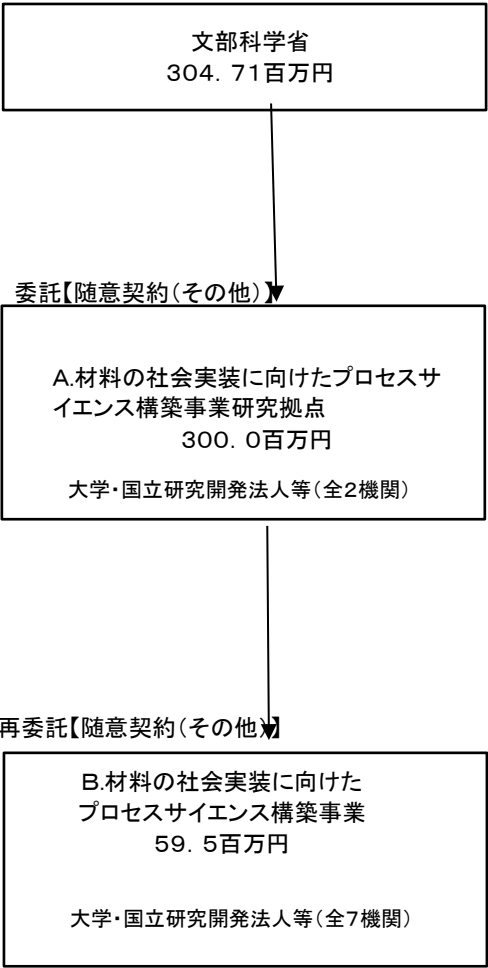 文部科学省
304.71百万円
委託【随意契約(その他)】
A.材料の社会実装に向けたプロセスサ
イエンス構築事業研究拠点
300.0百万円
大学・国立研究開発法人等(全2機関)
再委託【随意契約(その他)】
B.材料の社会実装に向けた
プロセスサイエンス構築事業
59.5百万円
大学・国立研究開発法人等(全7機関)